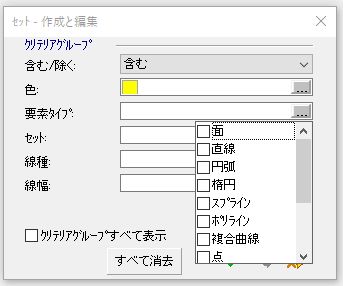 ｾｯﾄ - 作成と編集
ｸﾘﾃﾘｱｸﾞﾙｰﾌﾟ
含む/除く:
含む
色:
...
要素ﾀｲﾌﾟ:
...
ｾｯﾄ:
線種:
線幅:
面
直線
円弧
楕円
ｽﾌﾟﾗｲﾝ
ﾎﾟﾘﾗｲﾝ
複合曲線
点
ｸﾘﾃﾘｱｸﾞﾙｰﾌﾟすべて表示
すべて消去